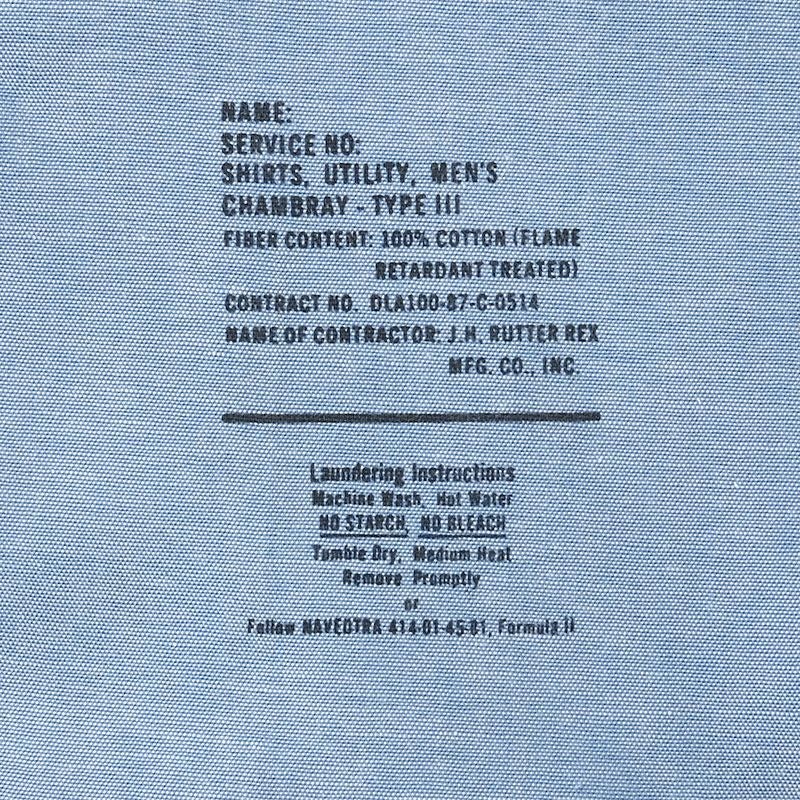 NAME:
SERVICE NO:
SHIRTS, UTILITY, MEN'S
CHAMBRAY - TYPE III
FIBER CONTENT: 100% COTTON (FLAME
RETARDANT TREATED)
CONTRACT NO. DLA100-87-C-0514
NAME OF CONTRACTOR: J.H. RUTTER REX
MFG. CO., INC.
Laundering Instructions
Machine Wash, Hot Water
NO STARCH, NO BLEACH
Tumble Dry, Medium Heat
Remove Promptly
or
Follow NAVEDTRA 414-01-45-81, Formula II